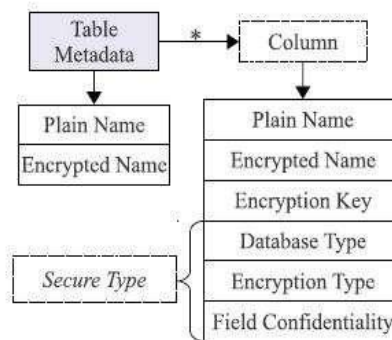 Table
Metadata
*
Column
Plain Name
Encrypted Name
Plain Name
Encrypted Name
Encryption Key
Database Type
Encryption Type
Field Confidentiality
Secure Type